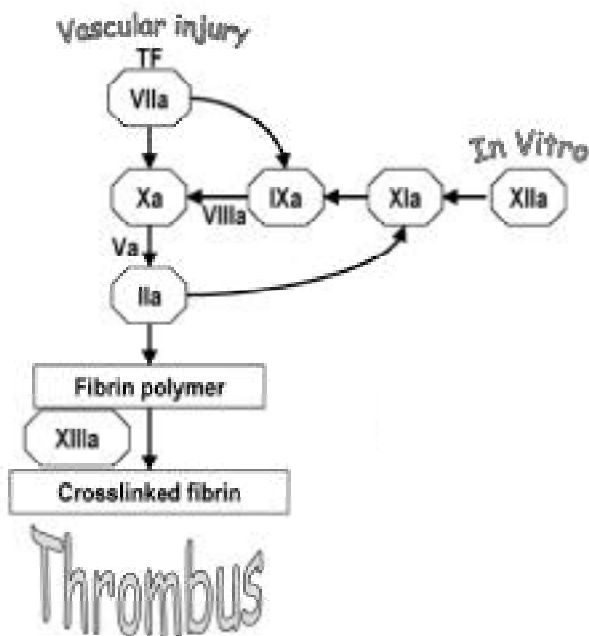 Vascular injury
TF
VIIa
In Vitro
Xa
VIIIa
IXa
XIa
XIIa
Va
IIa
Fibrin polymer
XIIIa
Crosslinked fibrin
Thrombus